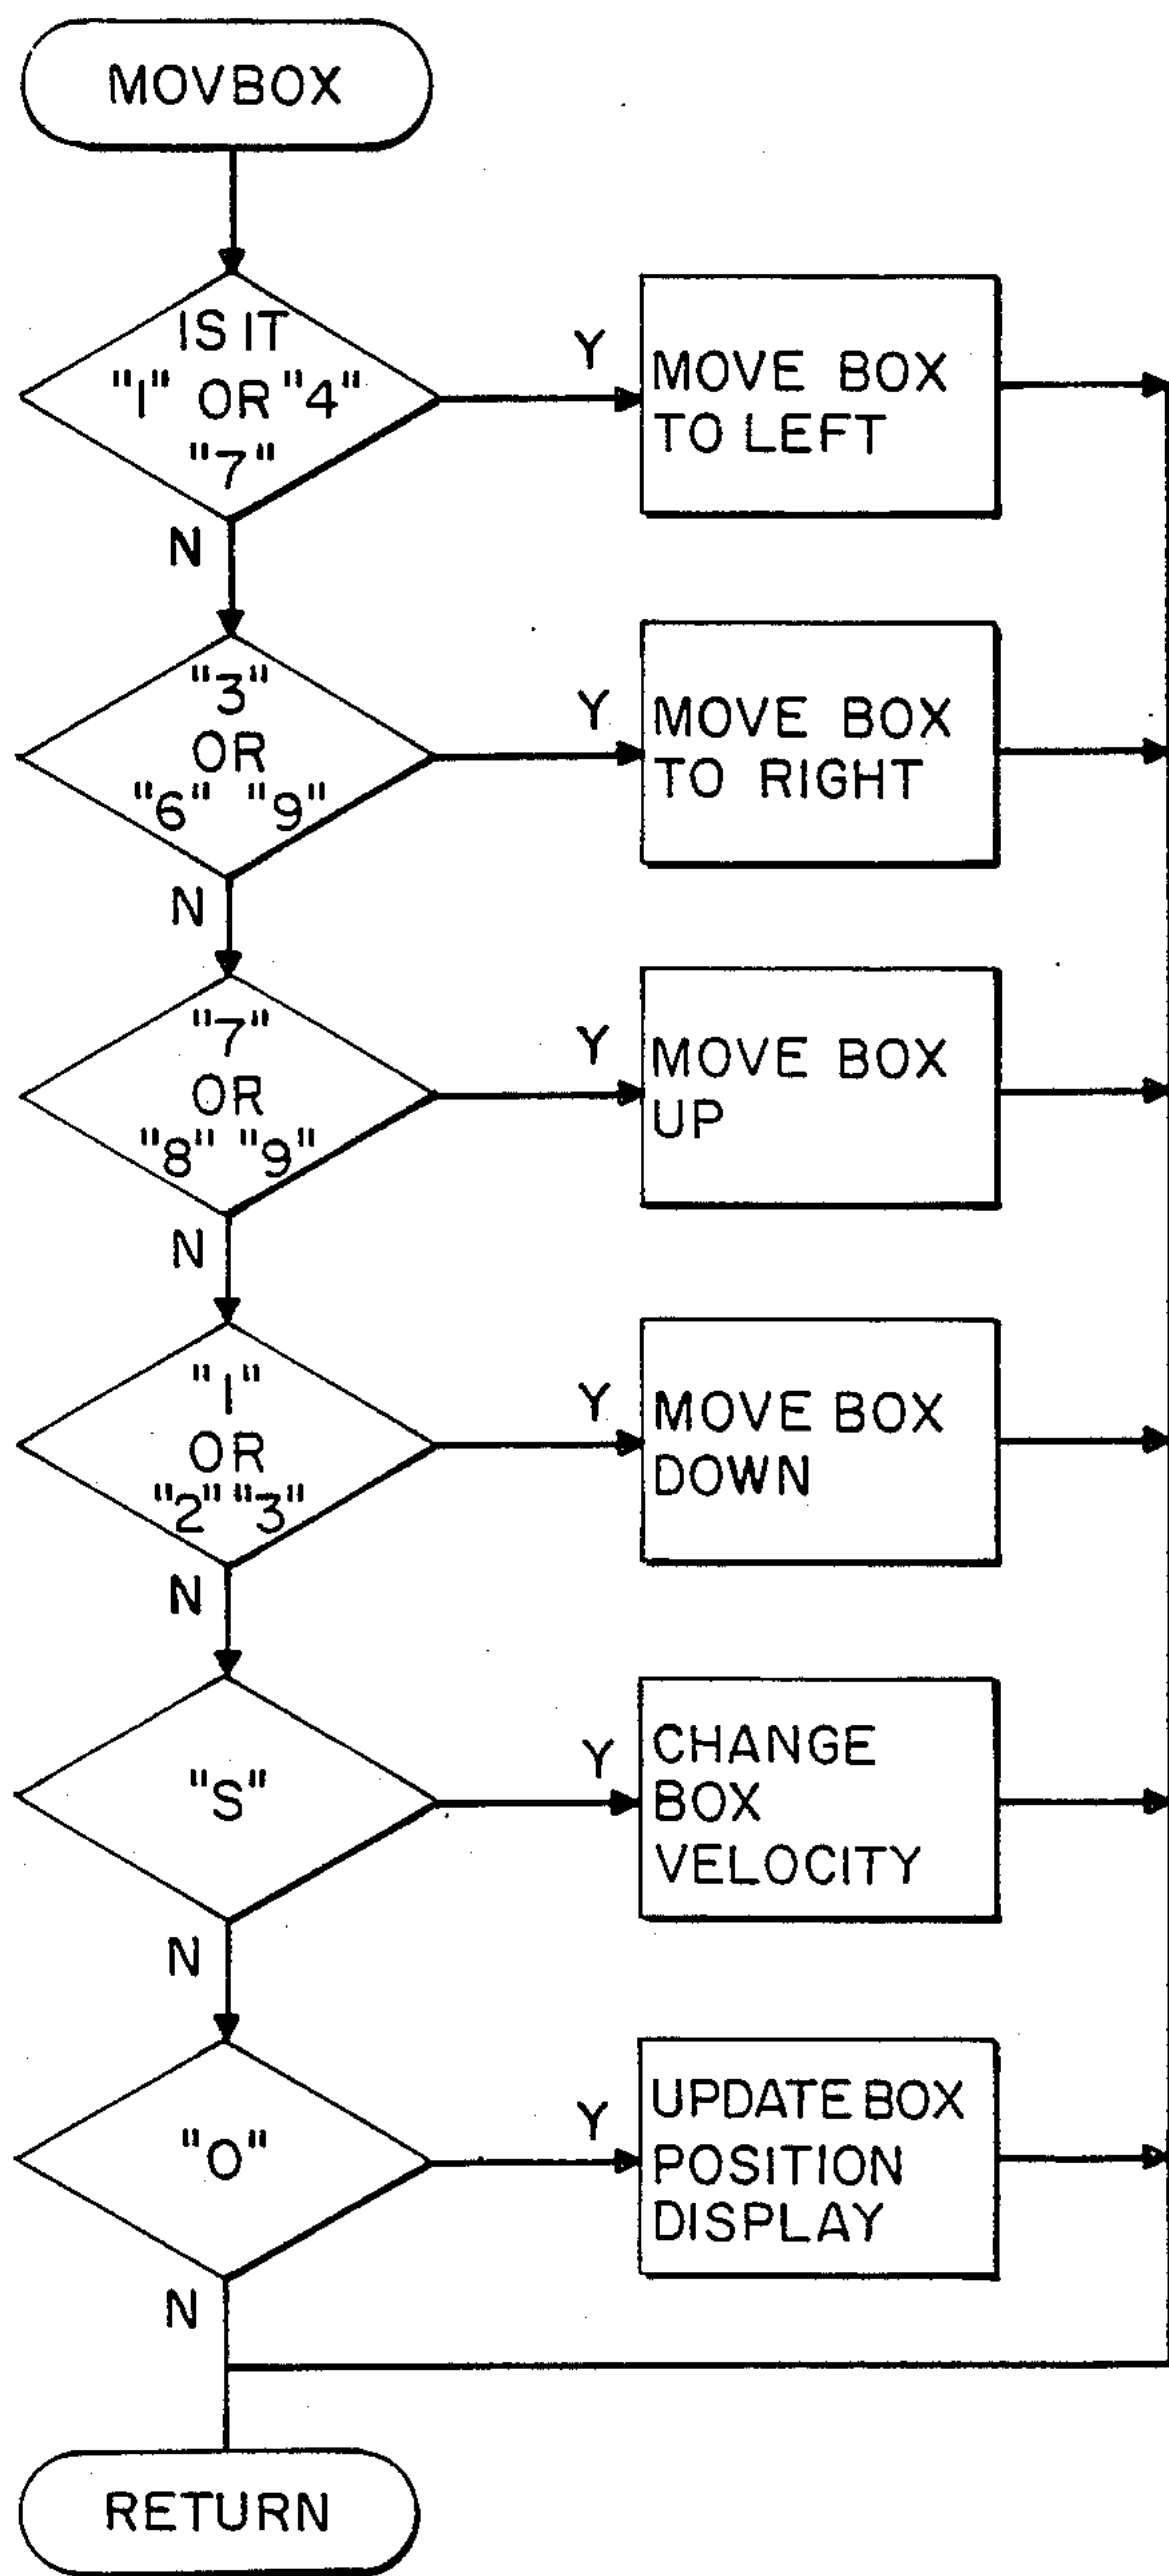 MOVBOX
IS IT
"1" OR "4"
"7"
Y
MOVE BOX
TO LEFT
N
"3"
OR
"6" "9"
Y
MOVE BOX
TO RIGHT
N
"7"
OR
"8" "9"
Y
MOVE BOX
UP
N
"1"
OR
"2" "3"
Y
MOVE BOX
DOWN
N
"S"
Y
CHANGE
BOX
VELOCITY
N
"O"
Y
UPDATE BOX
POSITION
DISPLAY
N
RETURN